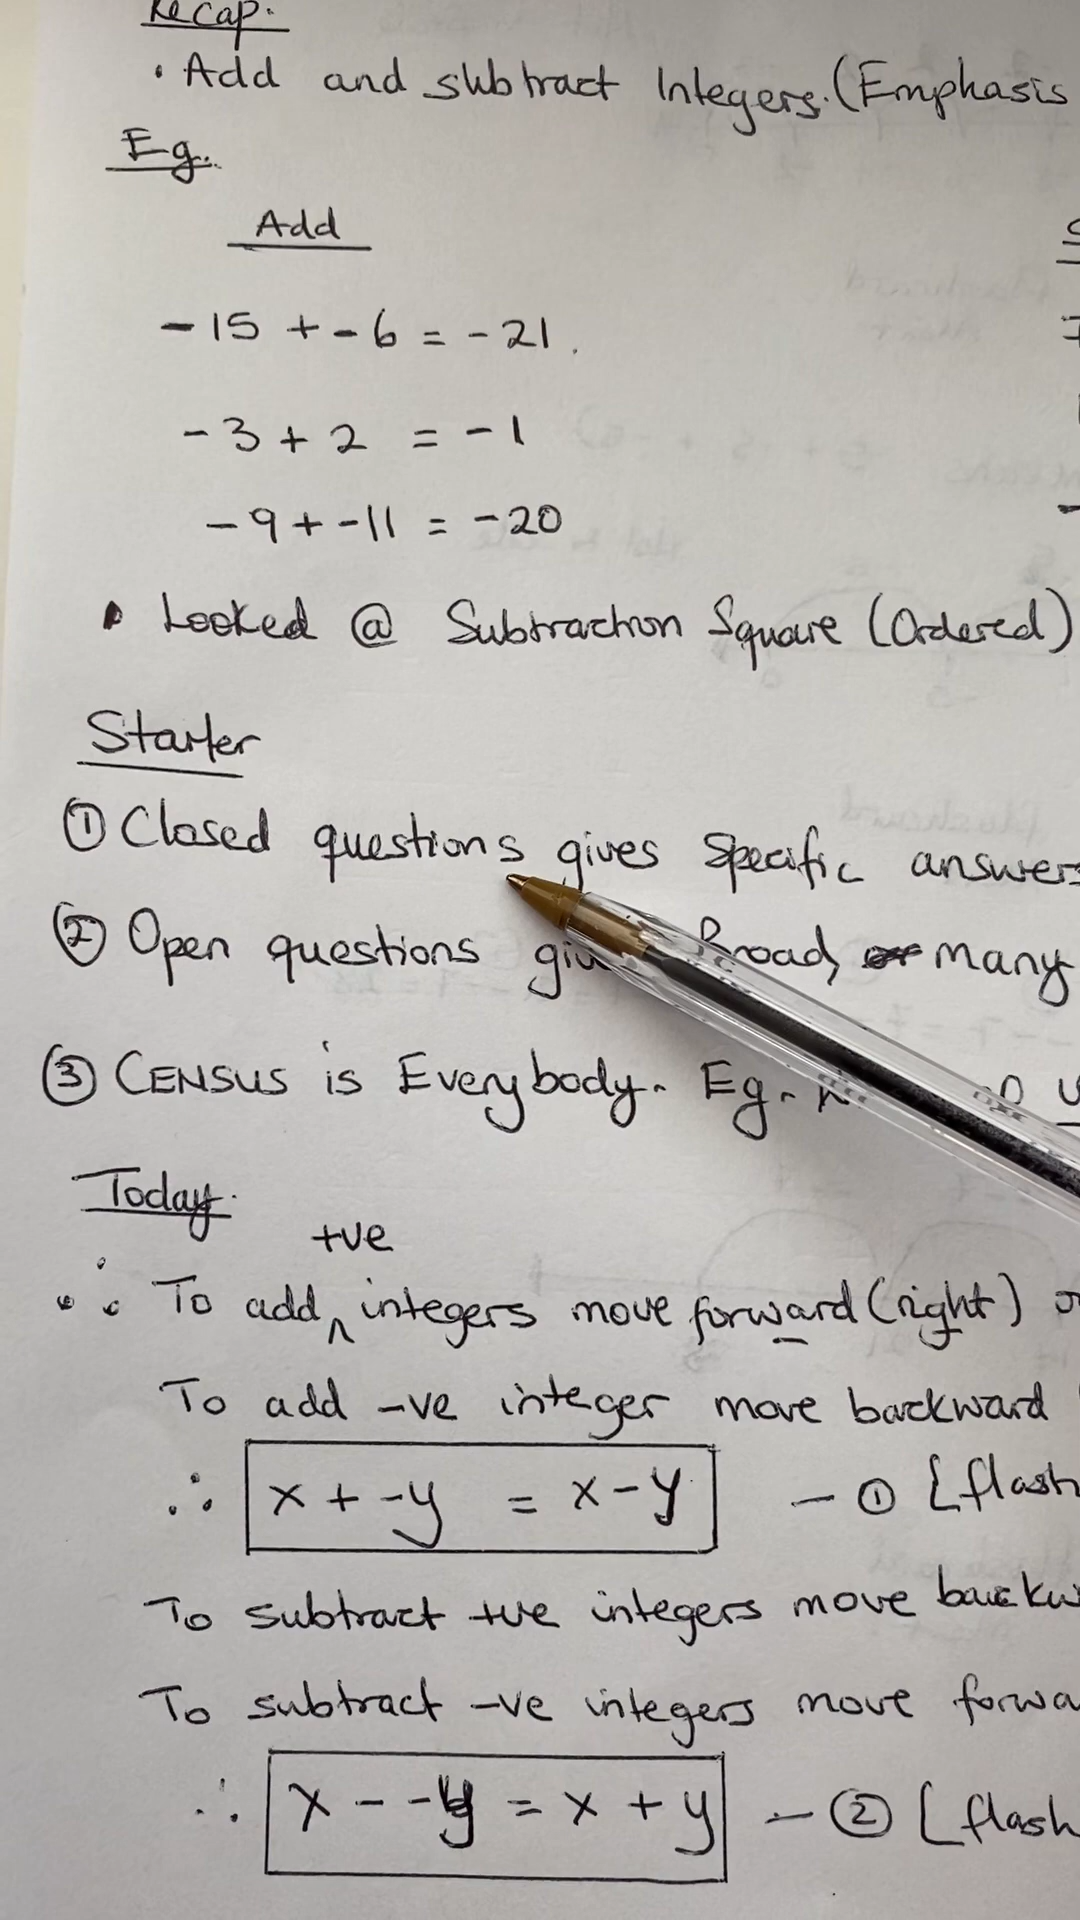 Recap.
• Add and subtract Integers. (Emphasis
Eg.
Add
-15 + -6 = -21.
-3 + 2 = -1
-9 + -11 = -20
• Looked @ Subtraction Square (Ordered)
Starter
① Closed questions gives specific answers
② Open questions Broad, many
③ CENSUS is Everybody. Eg.
Today.
+ve
∴ To add ^ integers move forward (right)
To add -ve integer move backward
∴ x + -y = x - y - ① [flash
To subtract +ve integers move backw
To subtract -ve integers move forwa
∴ x - -y = x + y - ② [flash